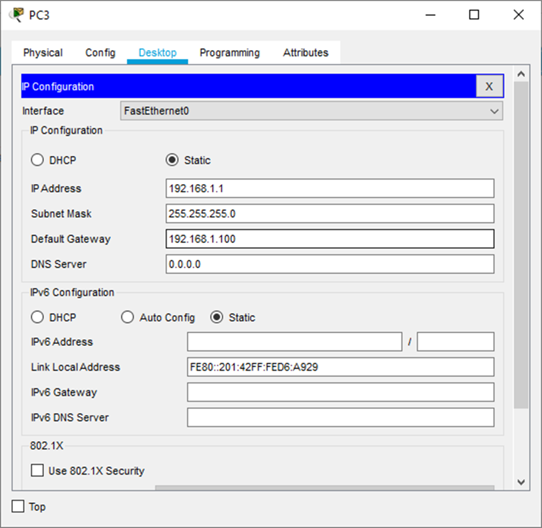 PC3
Physical Config Desktop Programming Attributes
IP Configuration X
Interface FastEthernet0
IP Configuration
DHCP Static
IP Address 192.168.1.1
Subnet Mask 255.255.255.0
Default Gateway 192.168.1.100
DNS Server 0.0.0.0
IPv6 Configuration
DHCP Auto Config Static
IPv6 Address /
Link Local Address FE80::201:42FF:FED6:A929
IPv6 Gateway
IPv6 DNS Server
802.1X
Use 802.1X Security
Top